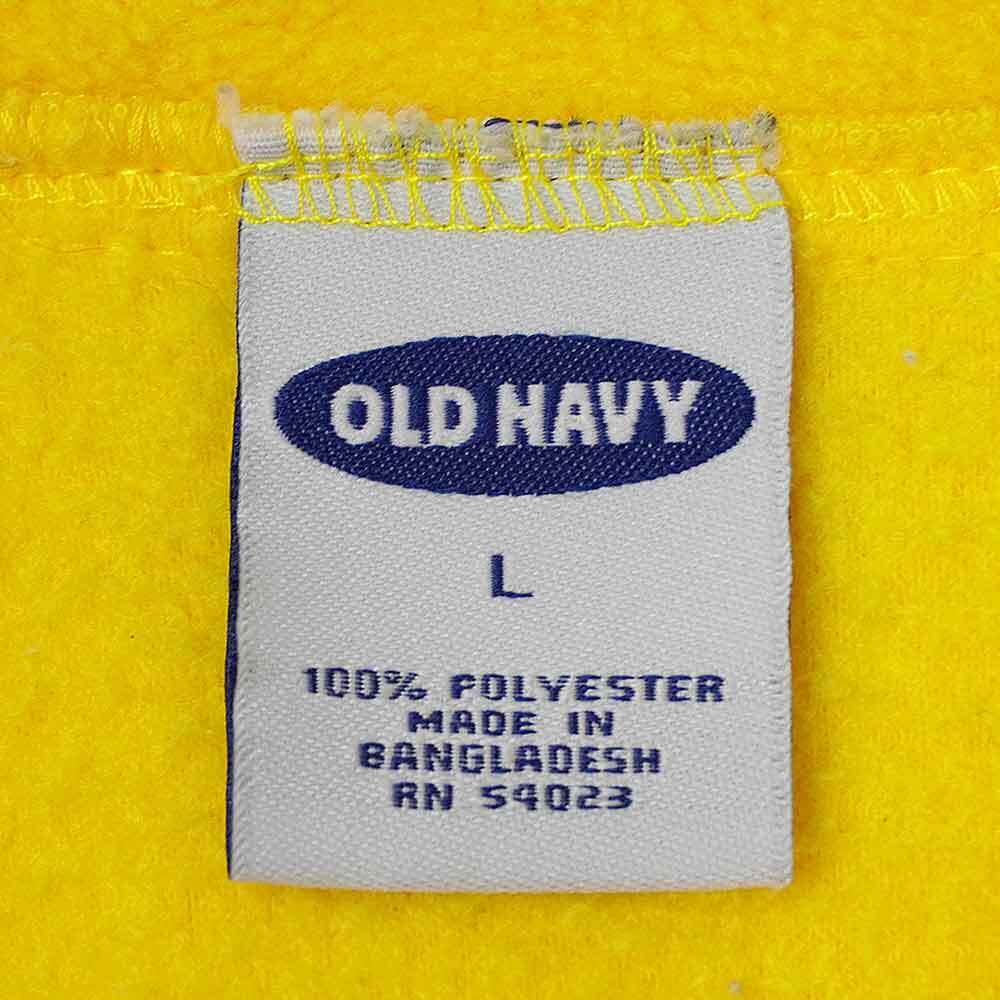 OLD NAVY
L
100% POLYESTER
MADE IN
BANGLADESH
RN 54023